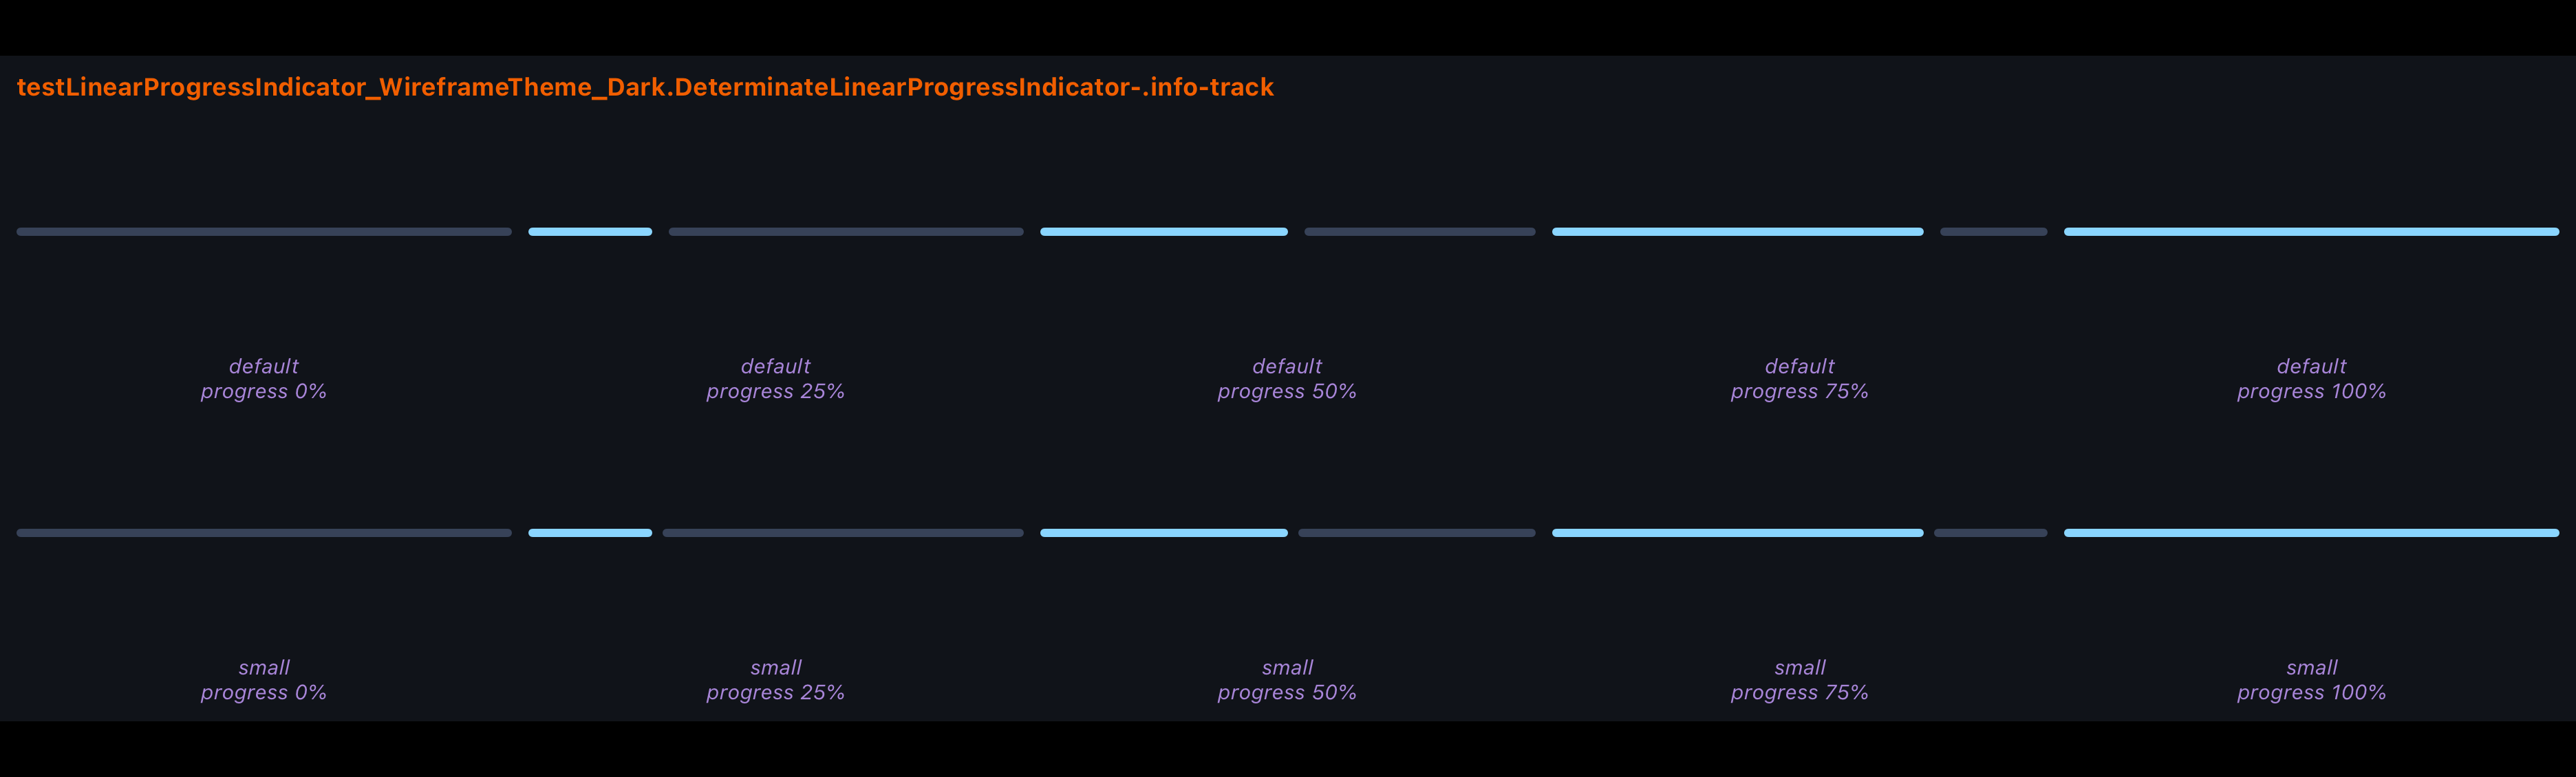 testLinearProgressIndicator_WireframeTheme_Dark.DeterminateLinearProgressIndicator-.info-track
default
progress 0%
default
progress 25%
default
progress 50%
default
progress 75%
default
progress 100%
small
progress 0%
small
progress 25%
small
progress 50%
small
progress 75%
small
progress 100%